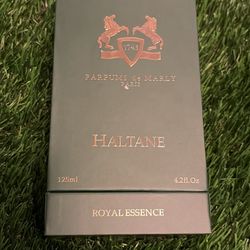 1743
PARFUMS de MARLY
PARIS
HALTANE
125ml 4.2fl.Oz
ROYAL ESSENCE